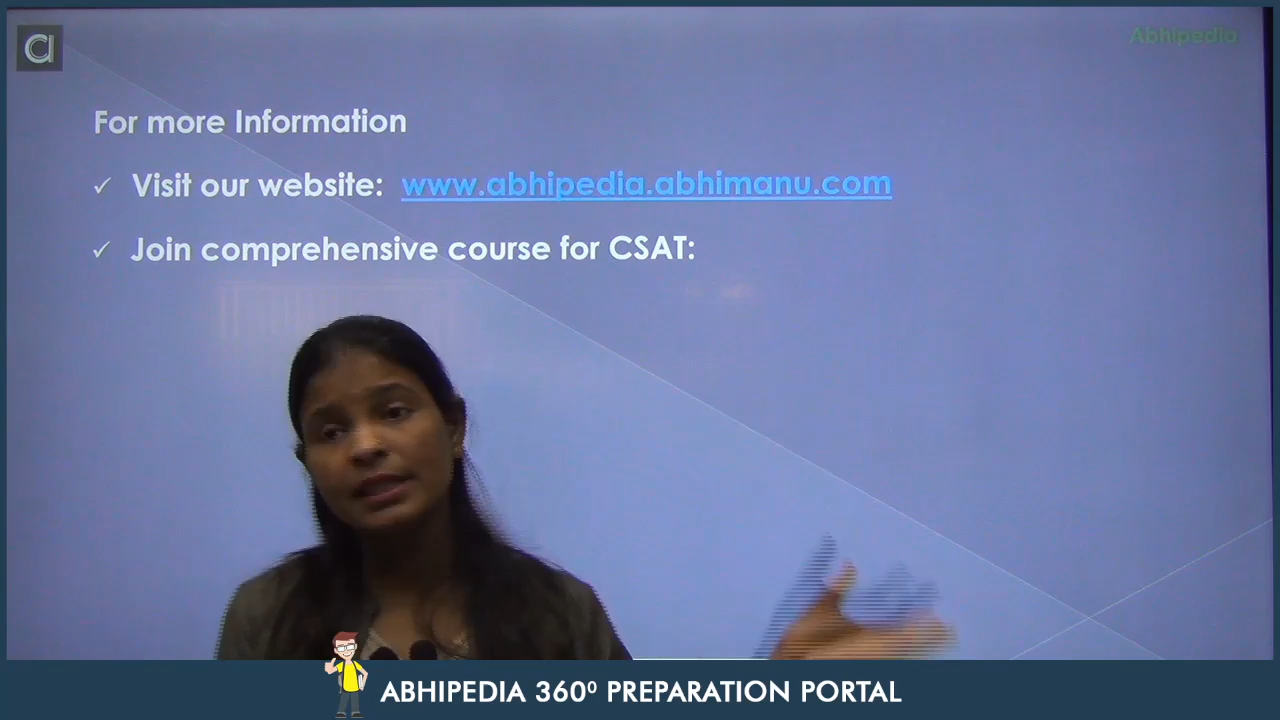 Abhipedia
For more Information
✓ Visit our website: www.abhipedia.abhimanu.com
✓ Join comprehensive course for CSAT:
ABHIPEDIA 360⁰ PREPARATION PORTAL